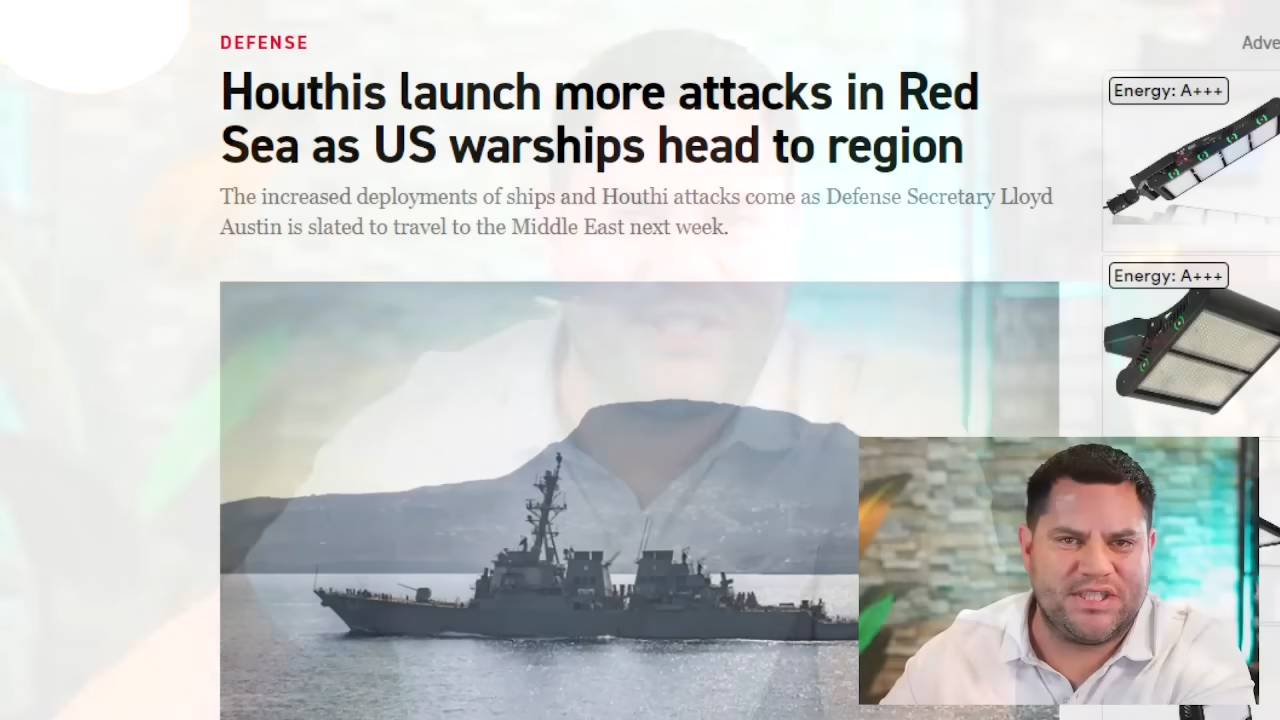 DEFENSE
Adve
Houthis launch more attacks in Red
Sea as US warships head to region
The increased deployments of ships and Houthi attacks come as Defense Secretary Lloyd
Austin is slated to travel to the Middle East next week.
Energy: A+++
Energy: A+++